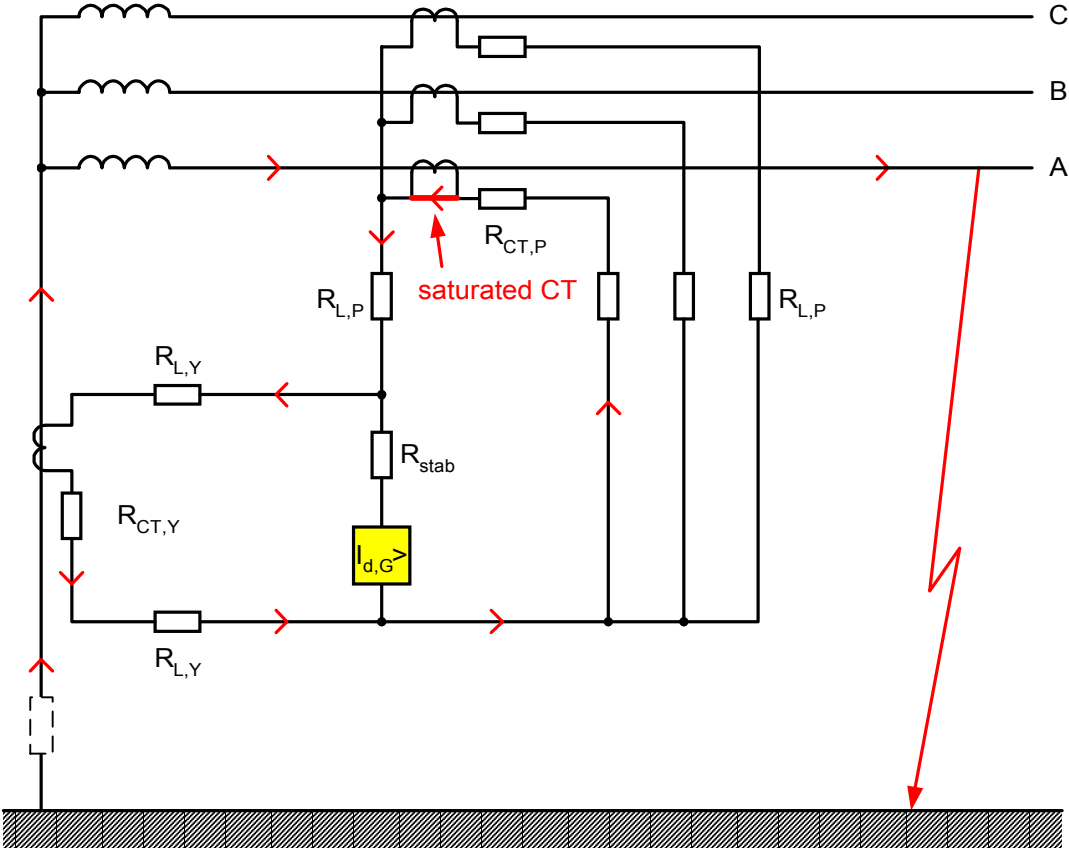 C
B
A
R_CT,P
saturated CT
R_L,P
R_L,P
R_L,Y
R_stab
R_CT,Y
I_d,G>
R_L,Y